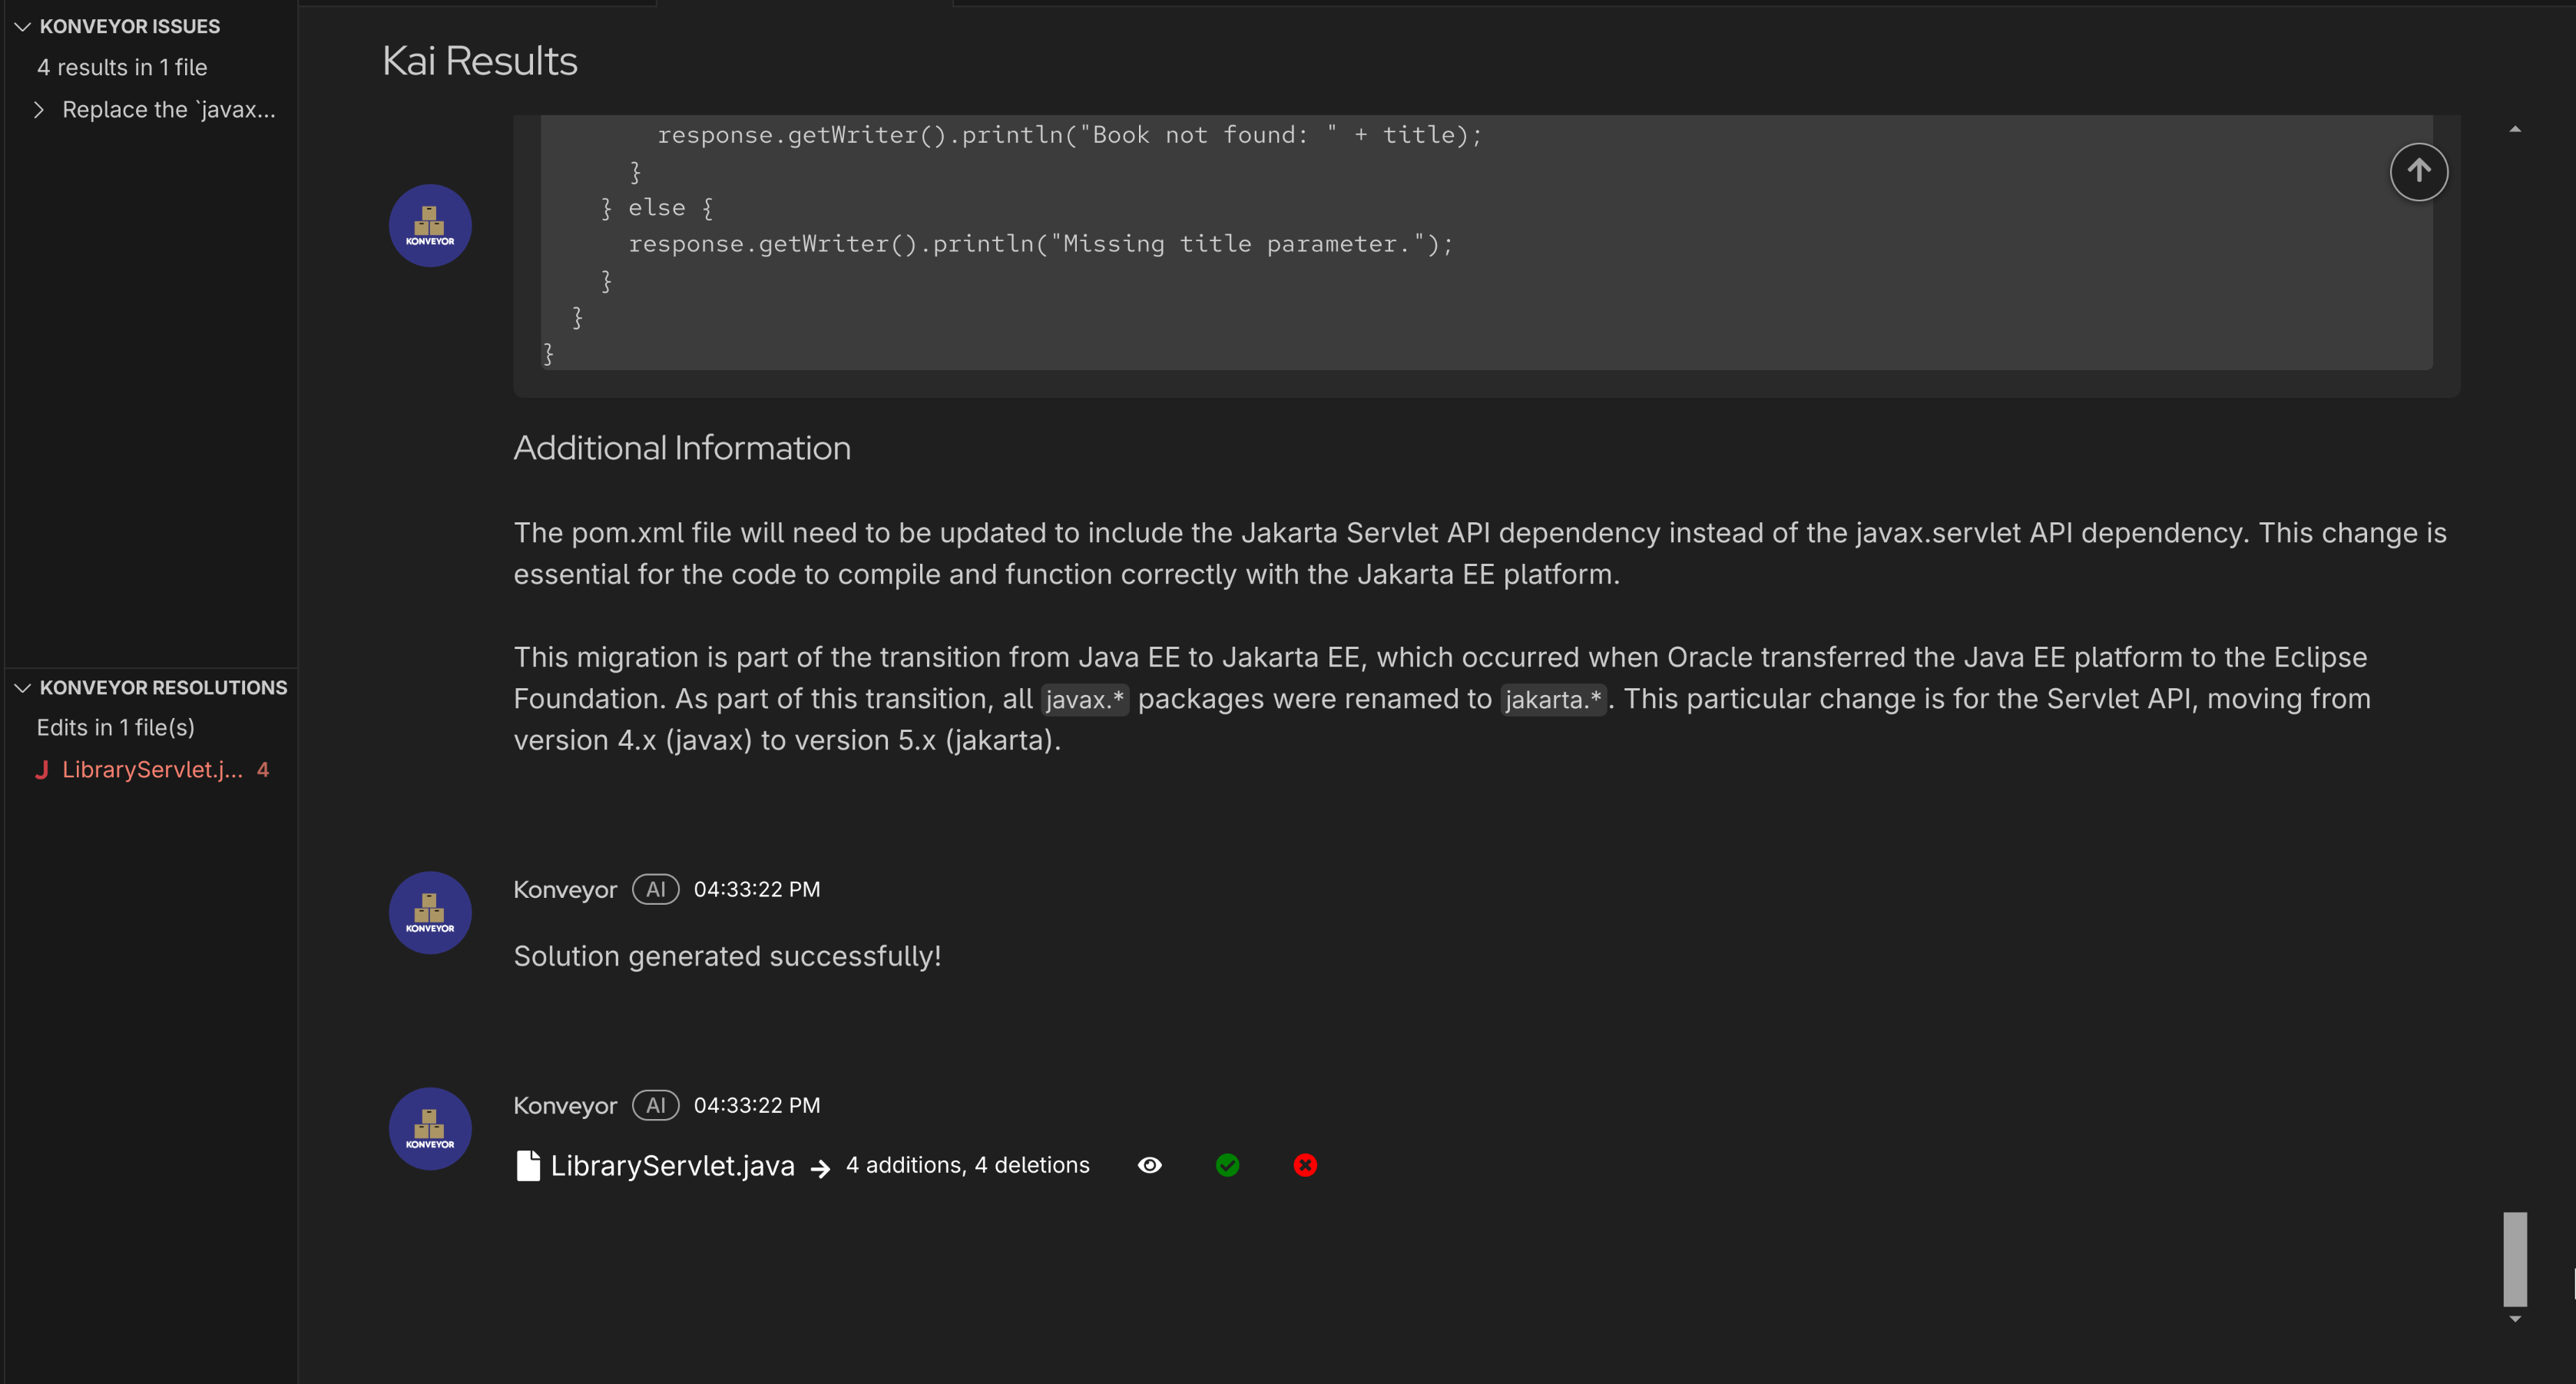 KONVEYOR ISSUES
4 results in 1 file
Replace the `javax...
KONVEYOR RESOLUTIONS
Edits in 1 file(s)
J LibraryServlet.j... 4
Kai Results
response.getWriter().println("Book not found: " + title);
}
} else {
response.getWriter().println("Missing title parameter.");
}
}
}
KONVEYOR
Additional Information
The pom.xml file will need to be updated to include the Jakarta Servlet API dependency instead of the javax.servlet API dependency. This change is
essential for the code to compile and function correctly with the Jakarta EE platform.
This migration is part of the transition from Java EE to Jakarta EE, which occurred when Oracle transferred the Java EE platform to the Eclipse
Foundation. As part of this transition, all javax.* packages were renamed to jakarta.*. This particular change is for the Servlet API, moving from
version 4.x (javax) to version 5.x (jakarta).
KONVEYOR
Konveyor AI 04:33:22 PM
Solution generated successfully!
KONVEYOR
Konveyor AI 04:33:22 PM
LibraryServlet.java → 4 additions, 4 deletions